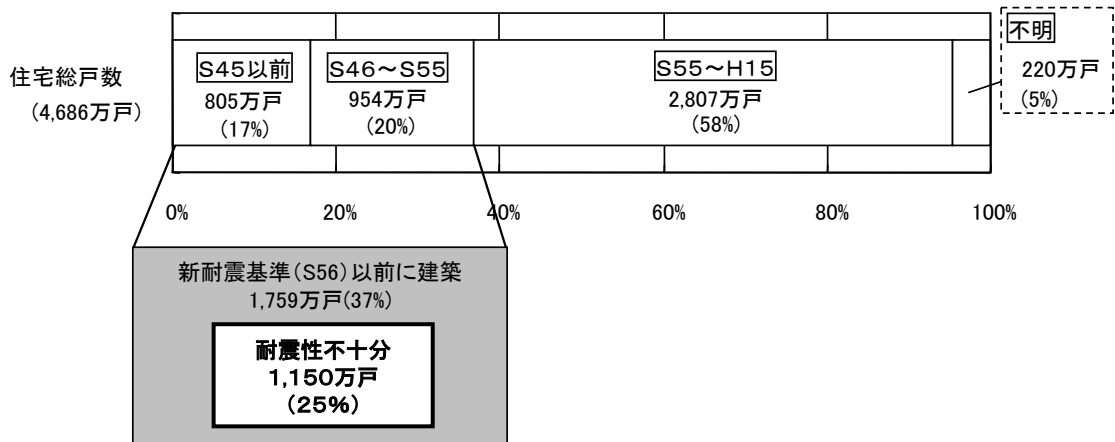 不明
220万戸
(5%)
住宅総戸数
(4,686万戸)
S45以前
805万戸
(17%)
S46～S55
954万戸
(20%)
S55～H15
2,807万戸
(58%)
0%
20%
40%
60%
80%
100%
新耐震基準(S56)以前に建築
1,759万戸(37%)
耐震性不十分
1,150万戸
(25%)